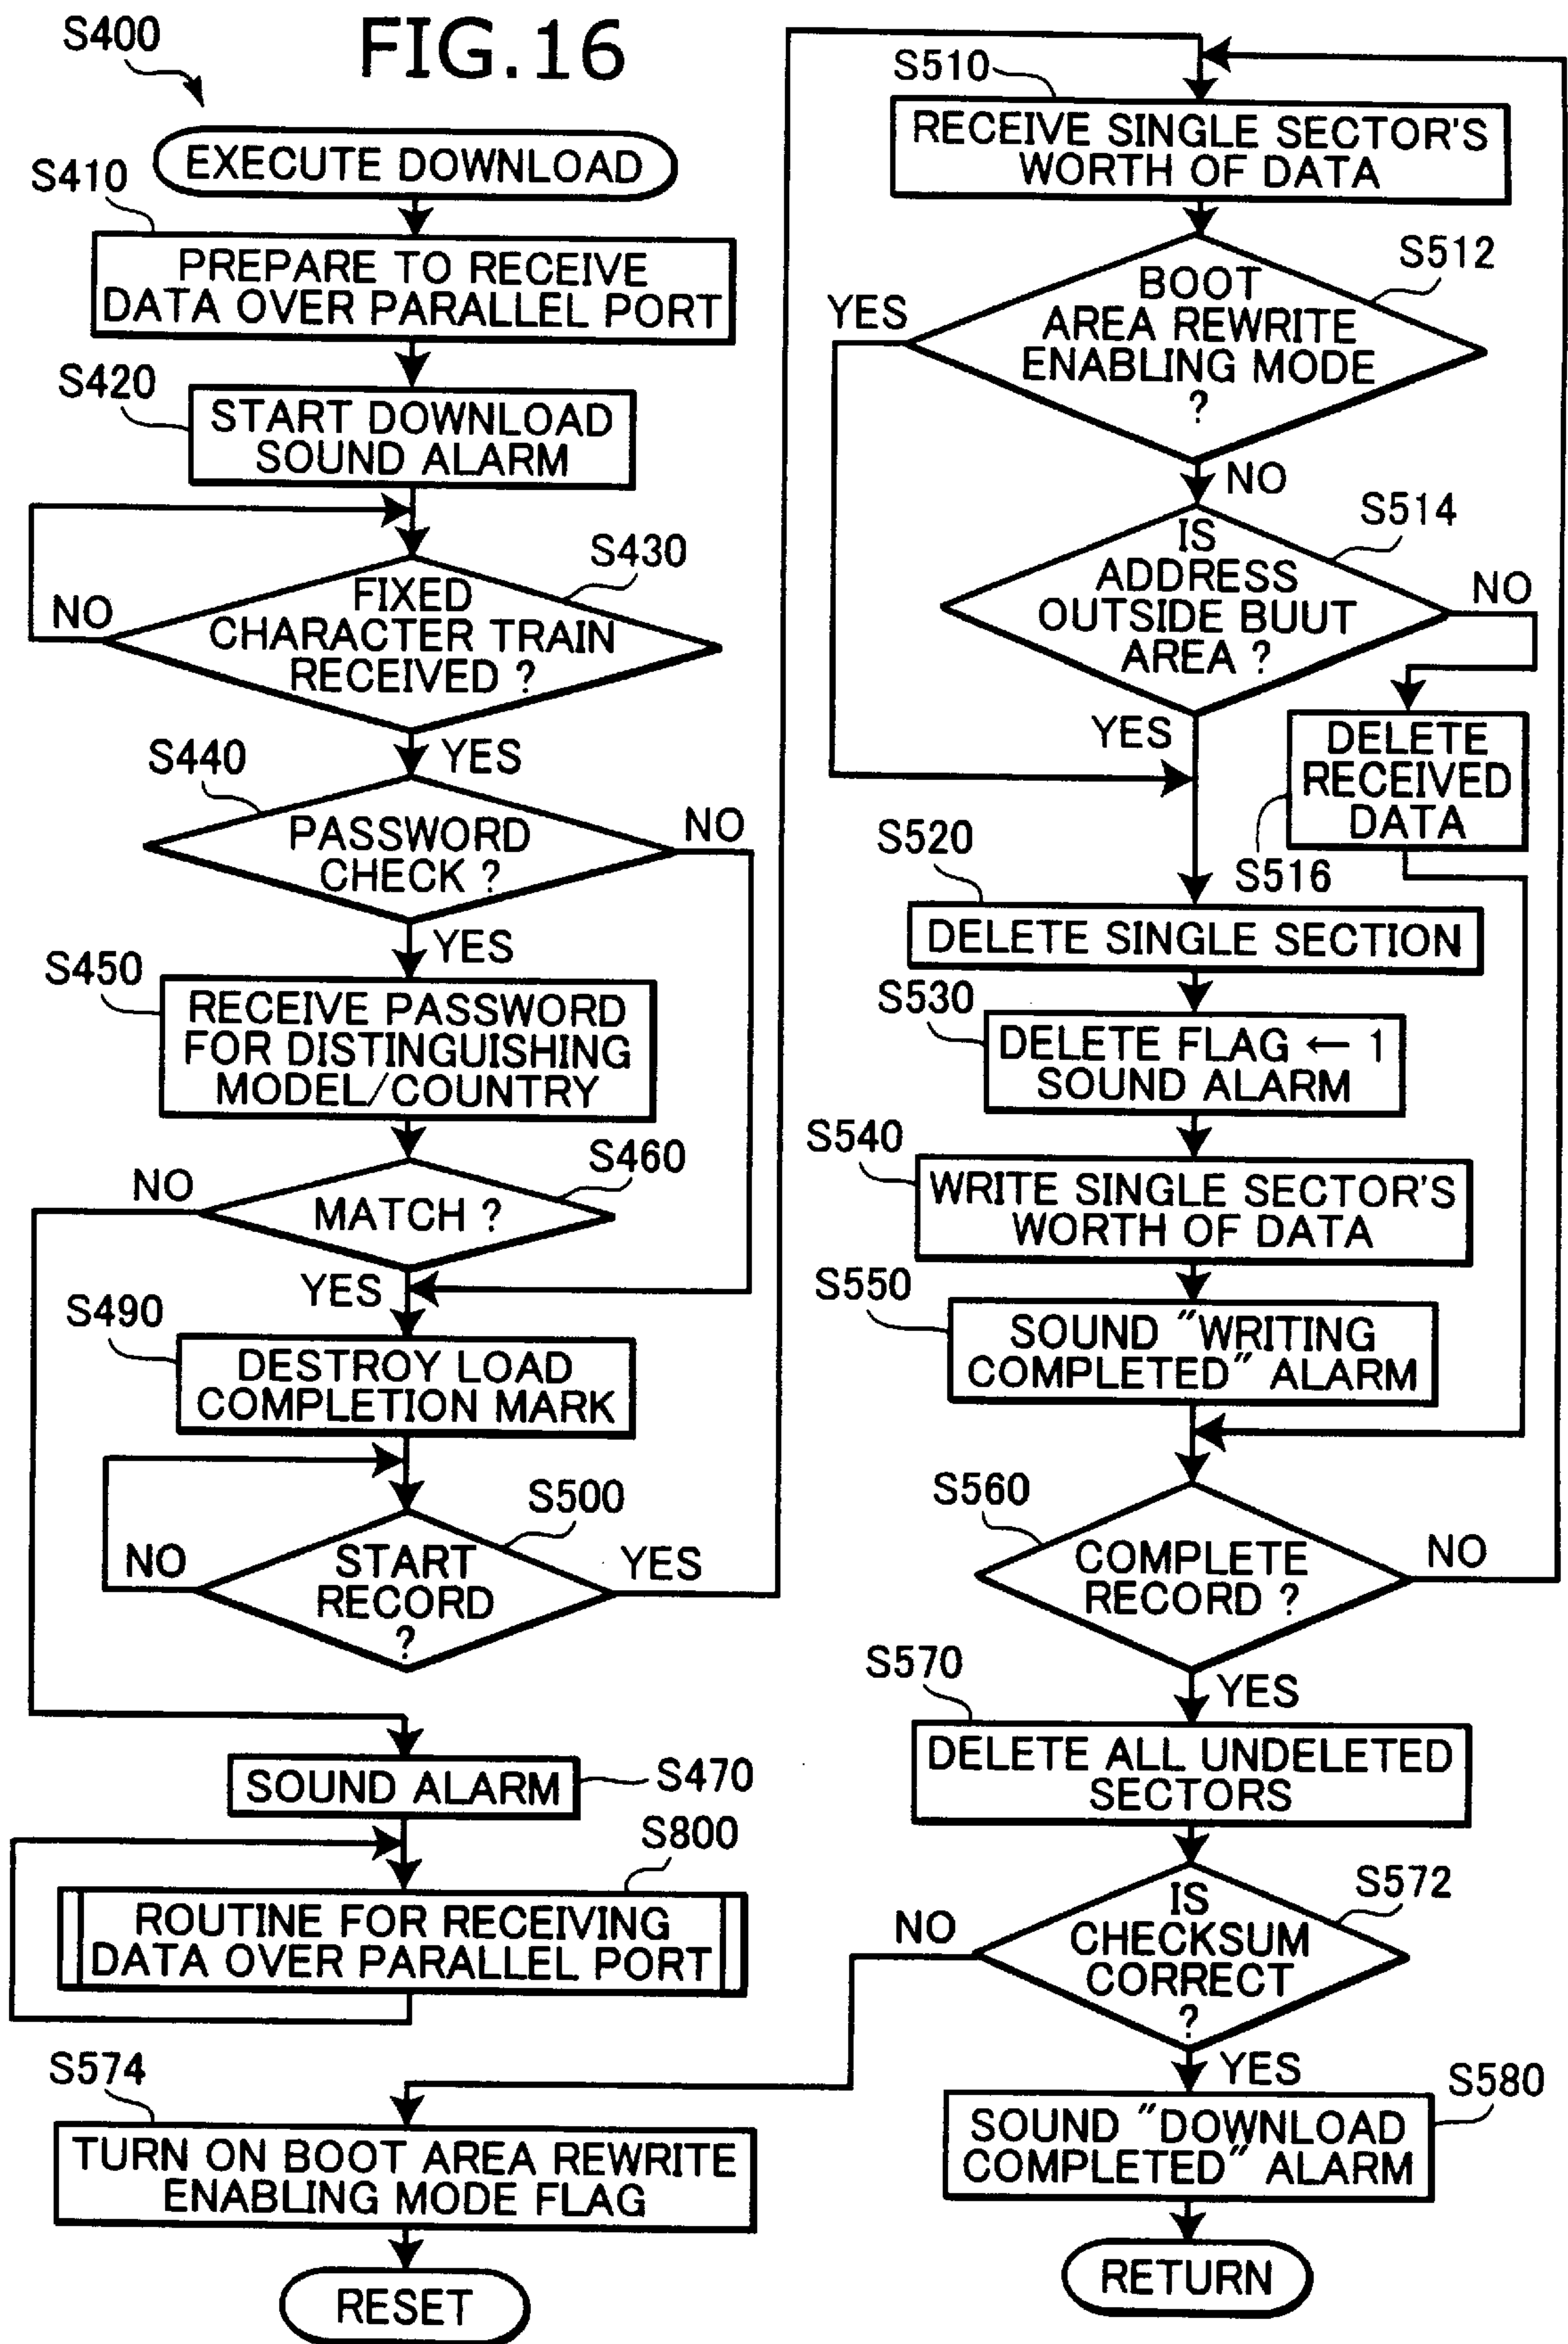 FIG.16
S400
EXECUTE DOWNLOAD
S410
PREPARE TO RECEIVE
DATA OVER PARALLEL PORT
S420
START DOWNLOAD
SOUND ALARM
S430
FIXED
CHARACTER TRAIN
RECEIVED ?
NO
YES
S440
PASSWORD
CHECK ?
NO
YES
S450
RECEIVE PASSWORD
FOR DISTINGUISHING
MODEL/COUNTRY
S460
NO
MATCH ?
YES
S490
DESTROY LOAD
COMPLETION MARK
S500
NO
START
RECORD
?
YES
SOUND ALARM
S470
S800
ROUTINE FOR RECEIVING
DATA OVER PARALLEL PORT
S574
TURN ON BOOT AREA REWRITE
ENABLING MODE FLAG
RESET
S510
RECEIVE SINGLE SECTOR'S
WORTH OF DATA
S512
YES
BOOT
AREA REWRITE
ENABLING MODE
?
NO
S514
IS
ADDRESS
OUTSIDE BUUT
AREA ?
NO
YES
DELETE
RECEIVED
DATA
S516
S520
DELETE SINGLE SECTION
S530
DELETE FLAG ← 1
SOUND ALARM
S540
WRITE SINGLE SECTOR'S
WORTH OF DATA
S550
SOUND "WRITING
COMPLETED" ALARM
S560
COMPLETE
RECORD ?
NO
YES
S570
DELETE ALL UNDELETED
SECTORS
S572
NO
IS
CHECKSUM
CORRECT
?
YES
S580
SOUND "DOWNLOAD
COMPLETED" ALARM
RETURN